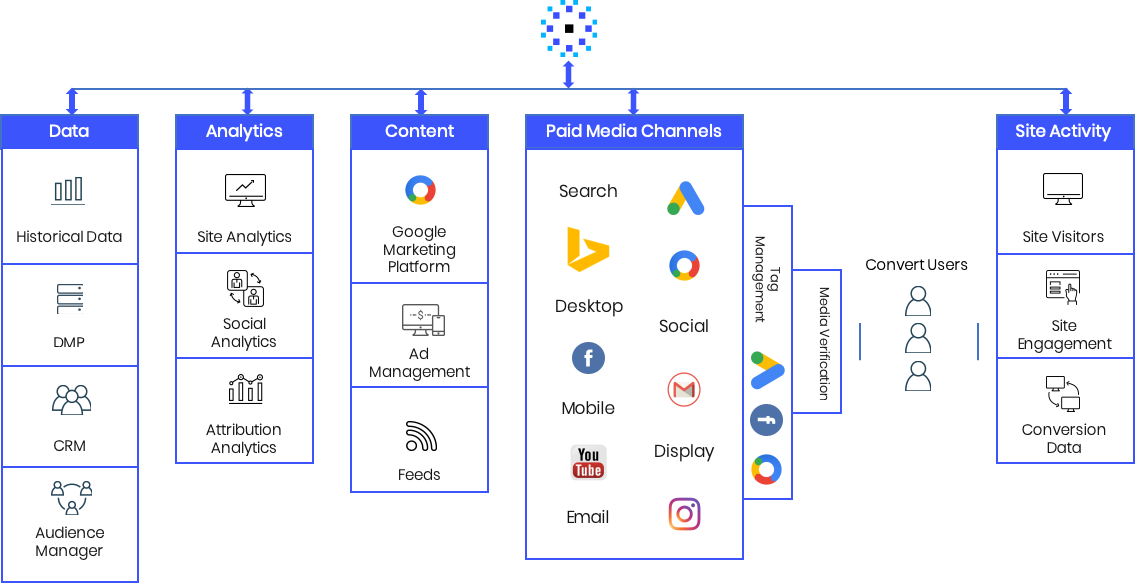 Data
Historical Data
DMP
CRM
Audience
Manager
Analytics
Site Analytics
Social
Analytics
Attribution
Analytics
Content
Google
Marketing
Platform
Ad
Management
Feeds
Paid Media Channels
Search
Desktop
Social
Mobile
You
Tube
Display
Email
Tag
Management
Media Verification
Convert Users
Site Activity
Site Visitors
Site
Engagement
Conversion
Data